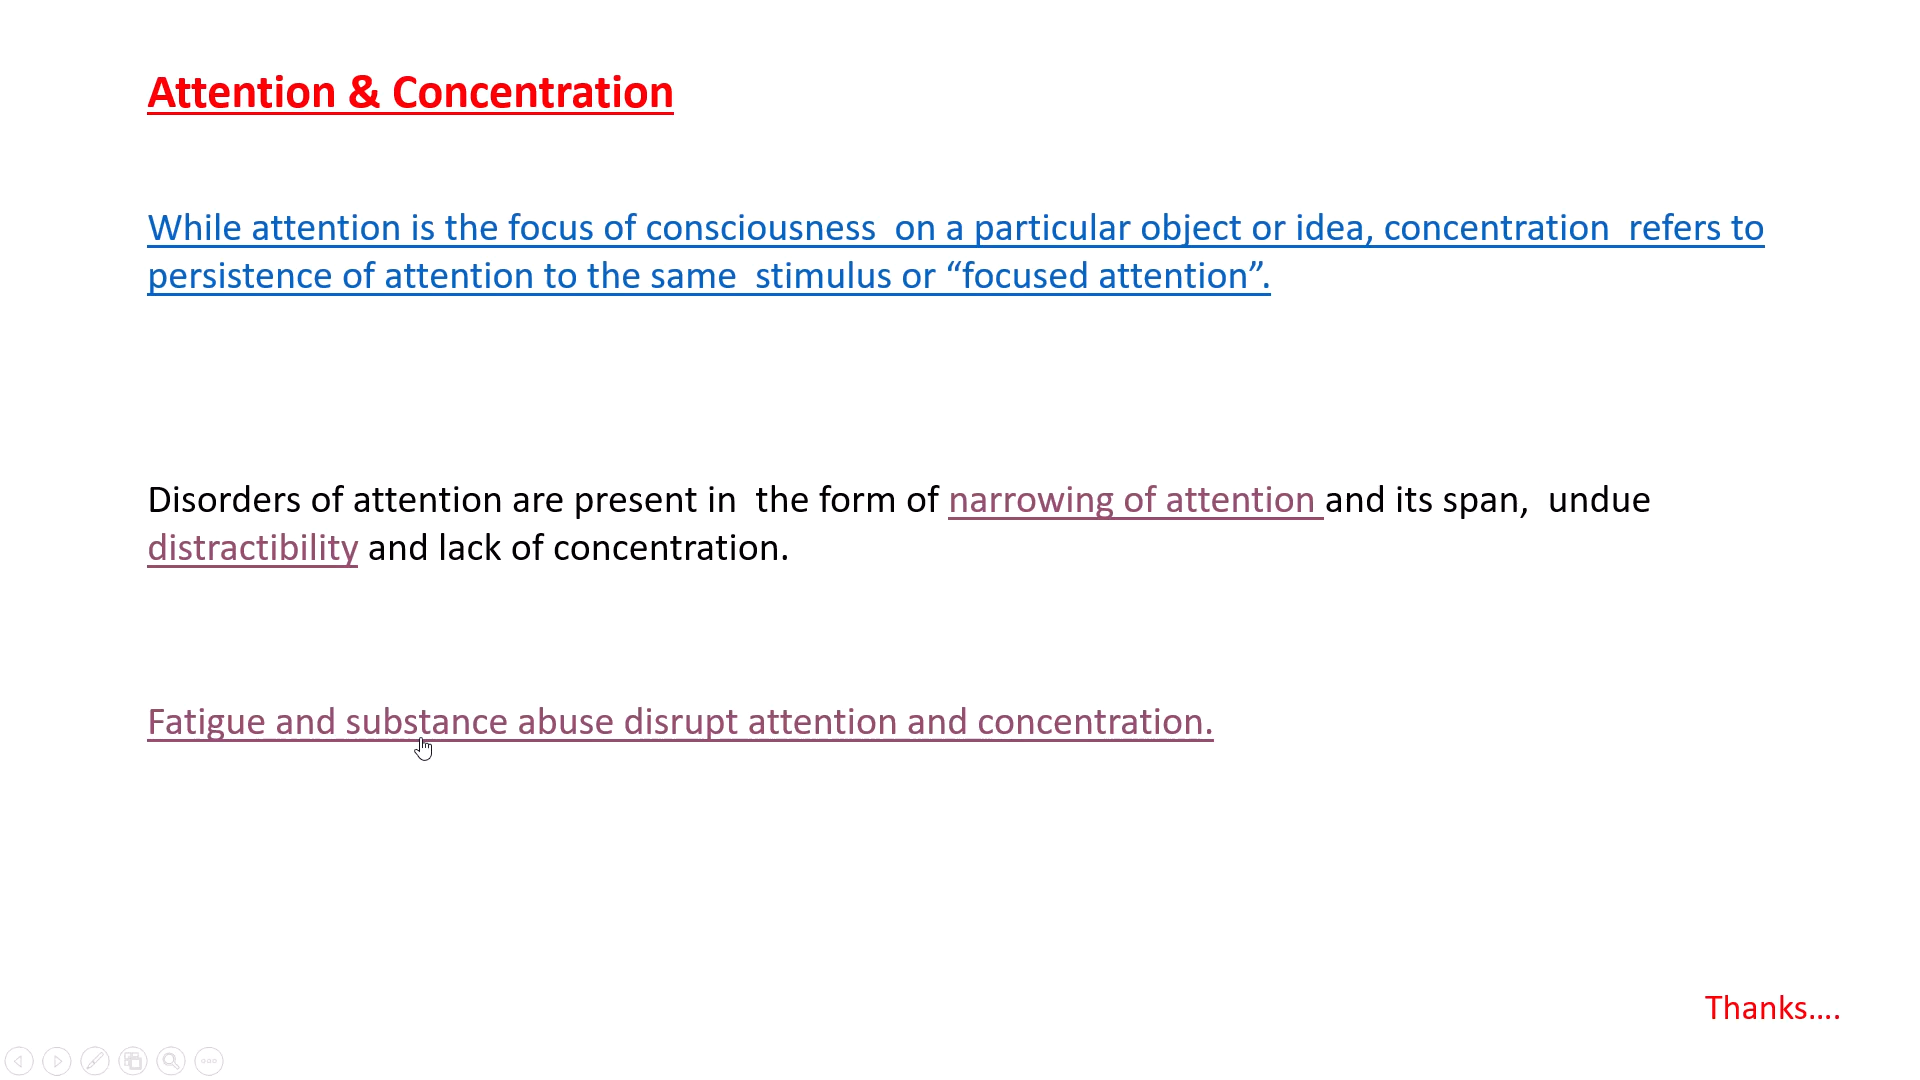 Attention & Concentration
While attention is the focus of consciousness  on a particular object or idea, concentration  refers to
persistence of attention to the same  stimulus or “focused attention”.
Disorders of attention are present in  the form of narrowing of attention and its span,  undue
distractibility and lack of concentration.
Fatigue and substance abuse disrupt attention and concentration.
Thanks....